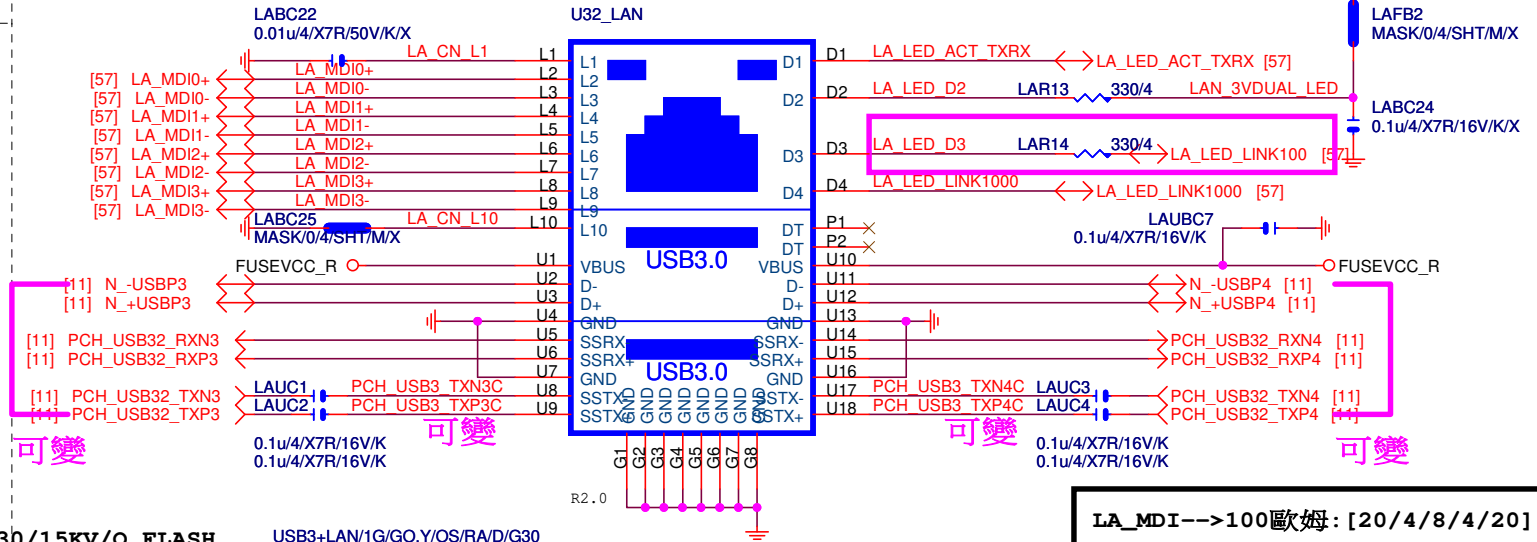 LABC22
0.01u/4/X7R/50V/K/X
U32_LAN
LAFB2
MASK/0/4/SHT/M/X
LA_CN_L1 L1 L1
[57] LA_MDI0+ LA_MDI0+ L2 L2
[57] LA_MDI0- LA_MDI0- L3 L3
[57] LA_MDI1+ LA_MDI1+ L4 L4
[57] LA_MDI1- LA_MDI1- L5 L5
[57] LA_MDI2+ LA_MDI2+ L6 L6
[57] LA_MDI2- LA_MDI2- L7 L7
[57] LA_MDI3+ LA_MDI3+ L8 L8
[57] LA_MDI3- LA_MDI3- L9 L9
LABC25 LA_CN_L10 L10 L10
MASK/0/4/SHT/M/X
D1 D1 LA_LED_ACT_TXRX LA_LED_ACT_TXRX [57]
D2 D2 LA_LED_D2 LAR13 330/4 LAN_3VDUAL_LED
LABC24
0.1u/4/X7R/16V/K/X
D3 D3 LA_LED_D3 LAR14 330/4 LA_LED_LINK100 [57]
D4 D4 LA_LED_LINK1000 LA_LED_LINK1000 [57]
DT P1
DT P2
LAUBC7
0.1u/4/X7R/16V/K
USB3.0
FUSEVCC_R U1 VBUS
VBUS U10 FUSEVCC_R
[11] N_-USBP3 U2 D-
D- U11 N_-USBP4 [11]
[11] N_+USBP3 U3 D+
D+ U12 N_+USBP4 [11]
U4 GND
GND U13
[11] PCH_USB32_RXN3 U5 SSRX-
SSRX- U14 PCH_USB32_RXN4 [11]
[11] PCH_USB32_RXP3 U6 SSRX+
SSRX+ U15 PCH_USB32_RXP4 [11]
USB3.0
U7 GND
GND U16
[11] PCH_USB32_TXN3 LAUC1 PCH_USB3_TXN3C U8 SSTX-
SSTX- U17 PCH_USB3_TXN4C LAUC3 PCH_USB32_TXN4 [11]
[11] PCH_USB32_TXP3 LAUC2 PCH_USB3_TXP3C U9 SSTX+
SSTX+ U18 PCH_USB3_TXP4C LAUC4 PCH_USB32_TXP4 [11]
GND GND GND GND GND GND GND GND
可變
可變
可變
可變
0.1u/4/X7R/16V/K
0.1u/4/X7R/16V/K
0.1u/4/X7R/16V/K
0.1u/4/X7R/16V/K
G1 G2 G3 G4 G5 G6 G7 G8
R2.0
LA_MDI-->100歐姆:[20/4/8/4/20]
30/15KV/O_FLASH
USB3+LAN/1G/GO.Y/OS/RA/D/G30